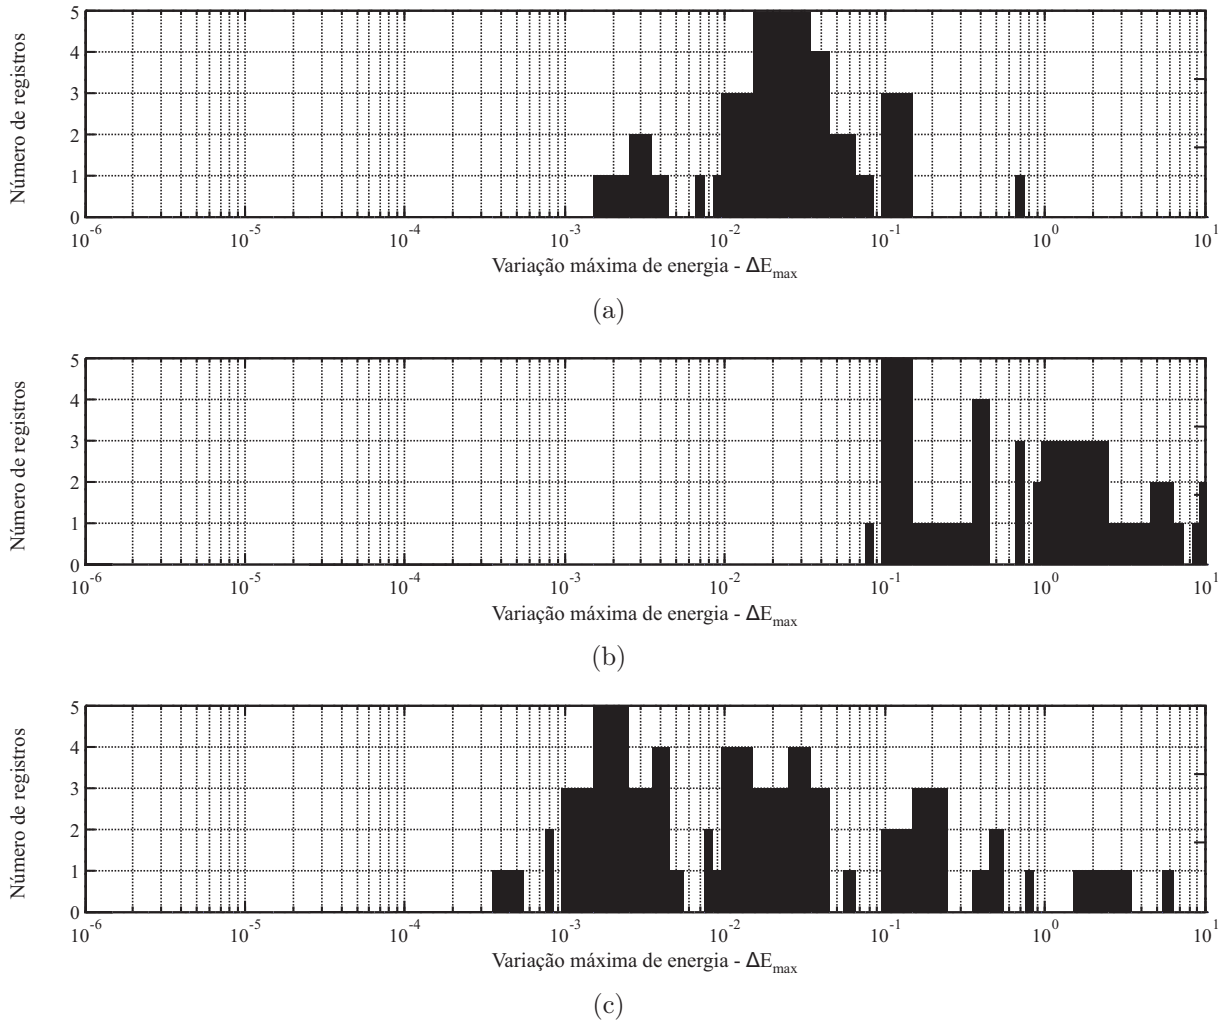 Número de registros
5
4
3
2
1
0
10^-6 10^-5 10^-4 10^-3 10^-2 10^-1 10^0 10^1
Variação máxima de energia - ΔE_max
(a)
Número de registros
5
4
3
2
1
0
10^-6 10^-5 10^-4 10^-3 10^-2 10^-1 10^0 10^1
Variação máxima de energia - ΔE_max
(b)
Número de registros
5
4
3
2
1
0
10^-6 10^-5 10^-4 10^-3 10^-2 10^-1 10^0 10^1
Variação máxima de energia - ΔE_max
(c)